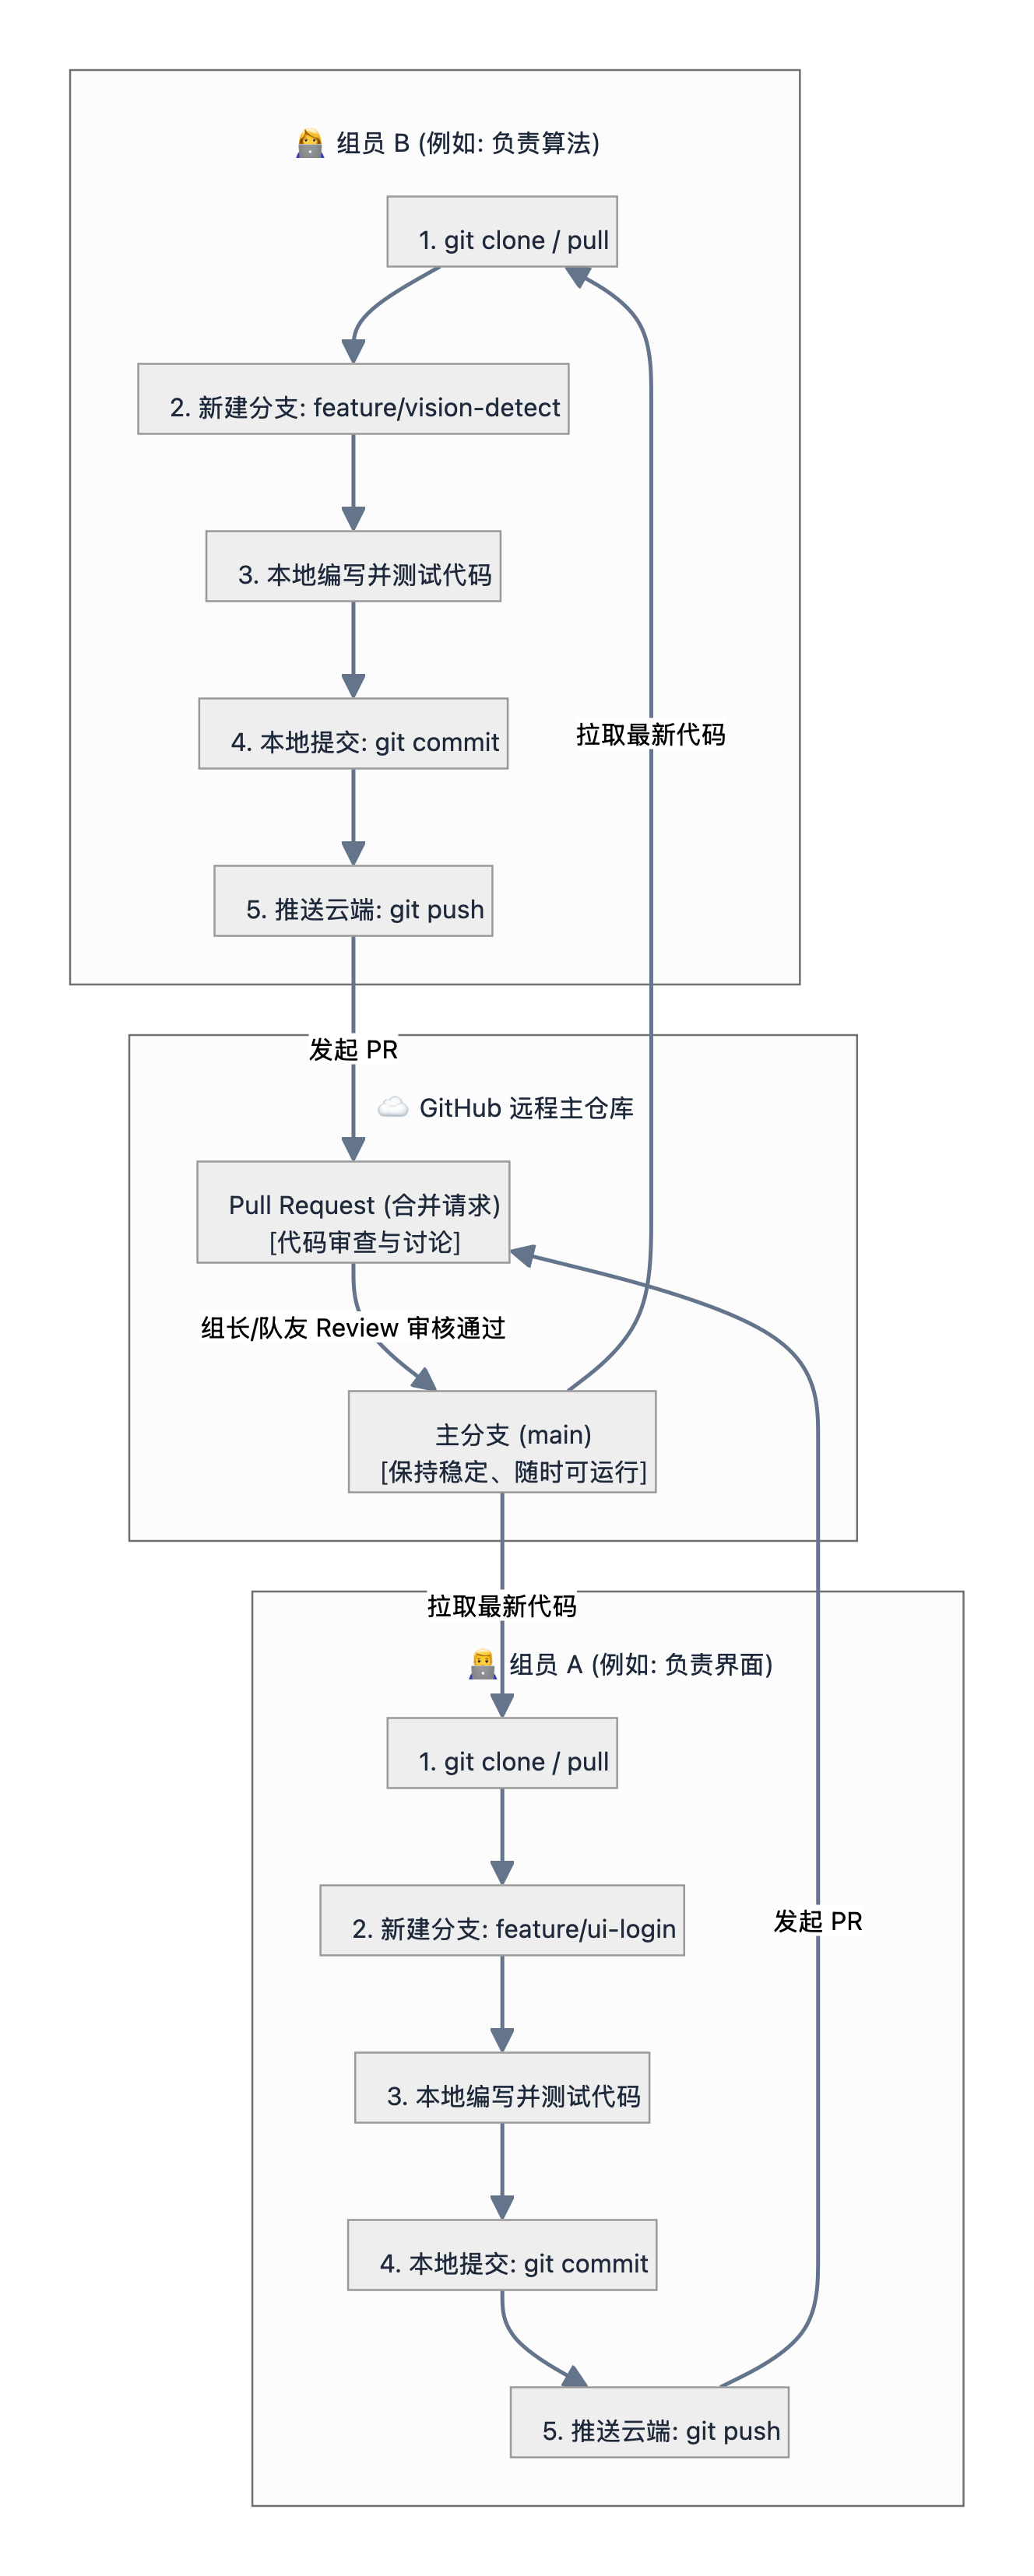 👩‍💻 组员 B (例如: 负责算法)
1. git clone / pull
2. 新建分支: feature/vision-detect
3. 本地编写并测试代码
4. 本地提交: git commit
拉取最新代码
5. 推送云端: git push
发起 PR
☁️ GitHub 远程主仓库
Pull Request (合并请求)
[代码审查与讨论]
组长/队友 Review 审核通过
主分支 (main)
[保持稳定、随时可运行]
拉取最新代码
👨‍💻 组员 A (例如: 负责界面)
1. git clone / pull
2. 新建分支: feature/ui-login
发起 PR
3. 本地编写并测试代码
4. 本地提交: git commit
5. 推送云端: git push